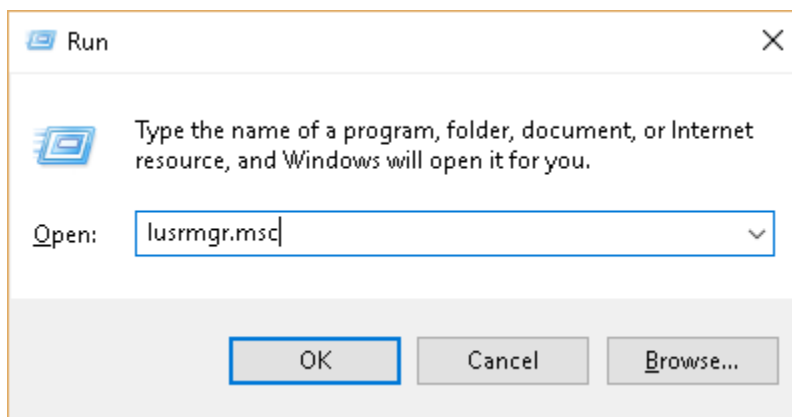 Run
Type the name of a program, folder, document, or Internet
resource, and Windows will open it for you.
Open: lusrmgr.msc
OK Cancel Browse...